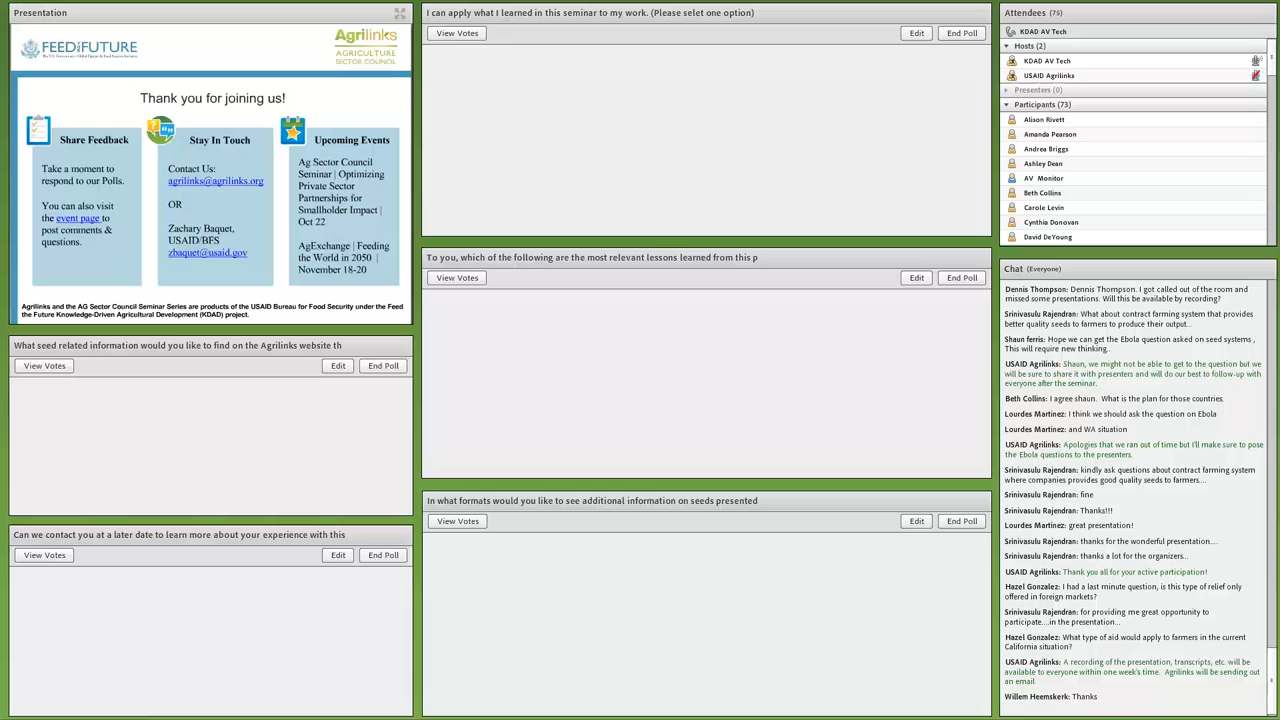 Presentation
FEED the FUTURE
The U.S. Government's Global Hunger & Food Security Initiative
Agrilinks
AGRICULTURE
SECTOR COUNCIL
Thank you for joining us!
Share Feedback
Take a moment to
respond to our Polls.
You can also visit
the event page to
post comments &
questions.
Stay In Touch
Contact Us:
agrilinks@agrilinks.org
OR
Zachary Baquet,
USAID/BFS
zbaquet@usaid.gov
Upcoming Events
Ag Sector Council
Seminar | Optimizing
Private Sector
Partnerships for
Smallholder Impact |
Oct 22
AgExchange | Feeding
the World in 2050 |
November 18-20
Agrilinks and the AG Sector Council Seminar Series are products of the USAID Bureau for Food Security under the Feed
the Future Knowledge-Driven Agricultural Development (KDAD) project.
What seed related information would you like to find on the Agrilinks website th
View Votes Edit End Poll
Can we contact you at a later date to learn more about your experience with this
View Votes Edit End Poll
I can apply what I learned in this seminar to my work. (Please selet one option)
View Votes Edit End Poll
To you, which of the following are the most relevant lessons learned from this p
View Votes Edit End Poll
In what formats would you like to see additional information on seeds presented
View Votes Edit End Poll
Attendees (75)
KDAD AV Tech
Hosts (2)
KDAD AV Tech
USAID Agrilinks
Presenters (0)
Participants (73)
Alison Rivett
Amanda Pearson
Andrea Briggs
Ashley Dean
AV Monitor
Beth Collins
Carole Levin
Cynthia Donovan
David DeYoung
Chat (Everyone)
Dennis Thompson: Dennis Thompson. I got called out of the room and
missed some presentations. Will this be available by recording?
Srinivasulu Rajendran: What about contract farming system that provides
better quality seeds to farmers to produce their output...
Shaun ferris: Hope we can get the Ebola question asked on seed systems ,
This will require new thinking..
USAID Agrilinks: Shaun, we might not be able to get to the question but we
will be sure to share it with presenters and will do our best to follow-up with
everyone after the seminar.
Beth Collins: I agree shaun. What is the plan for those countries.
Lourdes Martinez: I think we should ask the question on Ebola
Lourdes Martinez: and WA situation
USAID Agrilinks: Apologies that we ran out of time but I'll make sure to pose
the Ebola questions to the presenters.
Srinivasulu Rajendran: kindly ask questions about contract farming system
where companies provides good quality seeds to farmers....
Srinivasulu Rajendran: fine
Srinivasulu Rajendran: Thanks!!!
Lourdes Martinez: great presentation!
Srinivasulu Rajendran: thanks for the wonderful presentation....
Srinivasulu Rajendran: thanks a lot for the organizers...
USAID Agrilinks: Thank you all for your active participation!
Hazel Gonzalez: I had a last minute question, is this type of relief only
offered in foreign markets?
Srinivasulu Rajendran: for providing me great opportunity to
participate....in the presentation...
Hazel Gonzalez: What type of aid would apply to farmers in the current
California situation?
USAID Agrilinks: A recording of the presentation, transcripts, etc. will be
available to everyone within one week's time. Agrilinks will be sending out
an email.
Willem Heemskerk: Thanks